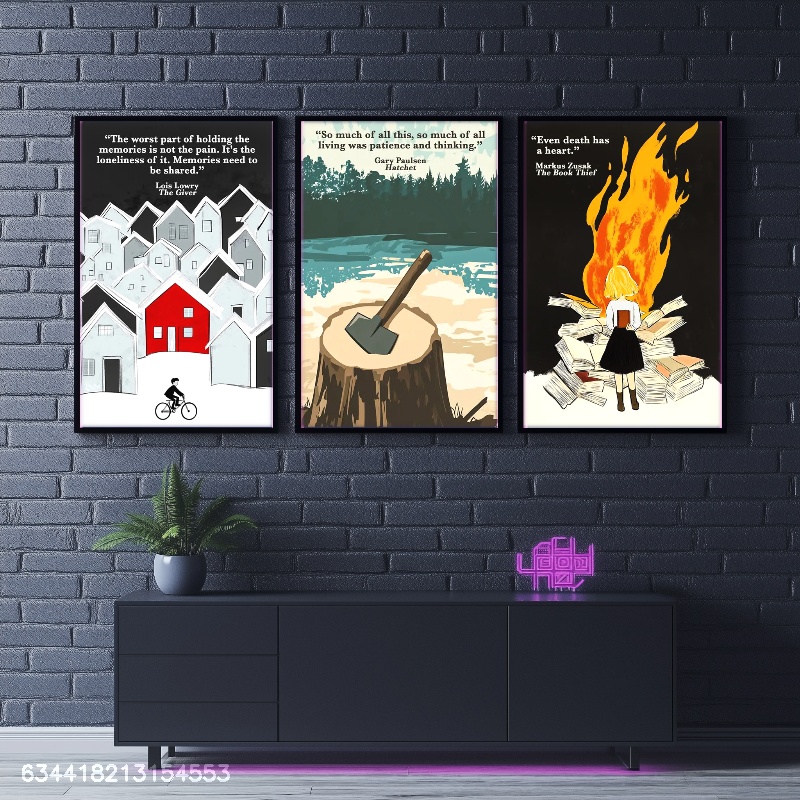 “The worst part of holding the
memories is not the pain. It's the
loneliness of it. Memories need to
be shared.”
Lois Lowry
The Giver
“So much of all this, so much of all
living was patience and thinking.”
Gary Paulsen
Hatchet
“Even death has
a heart.”
Markus Zusak
The Book Thief
634418213154553